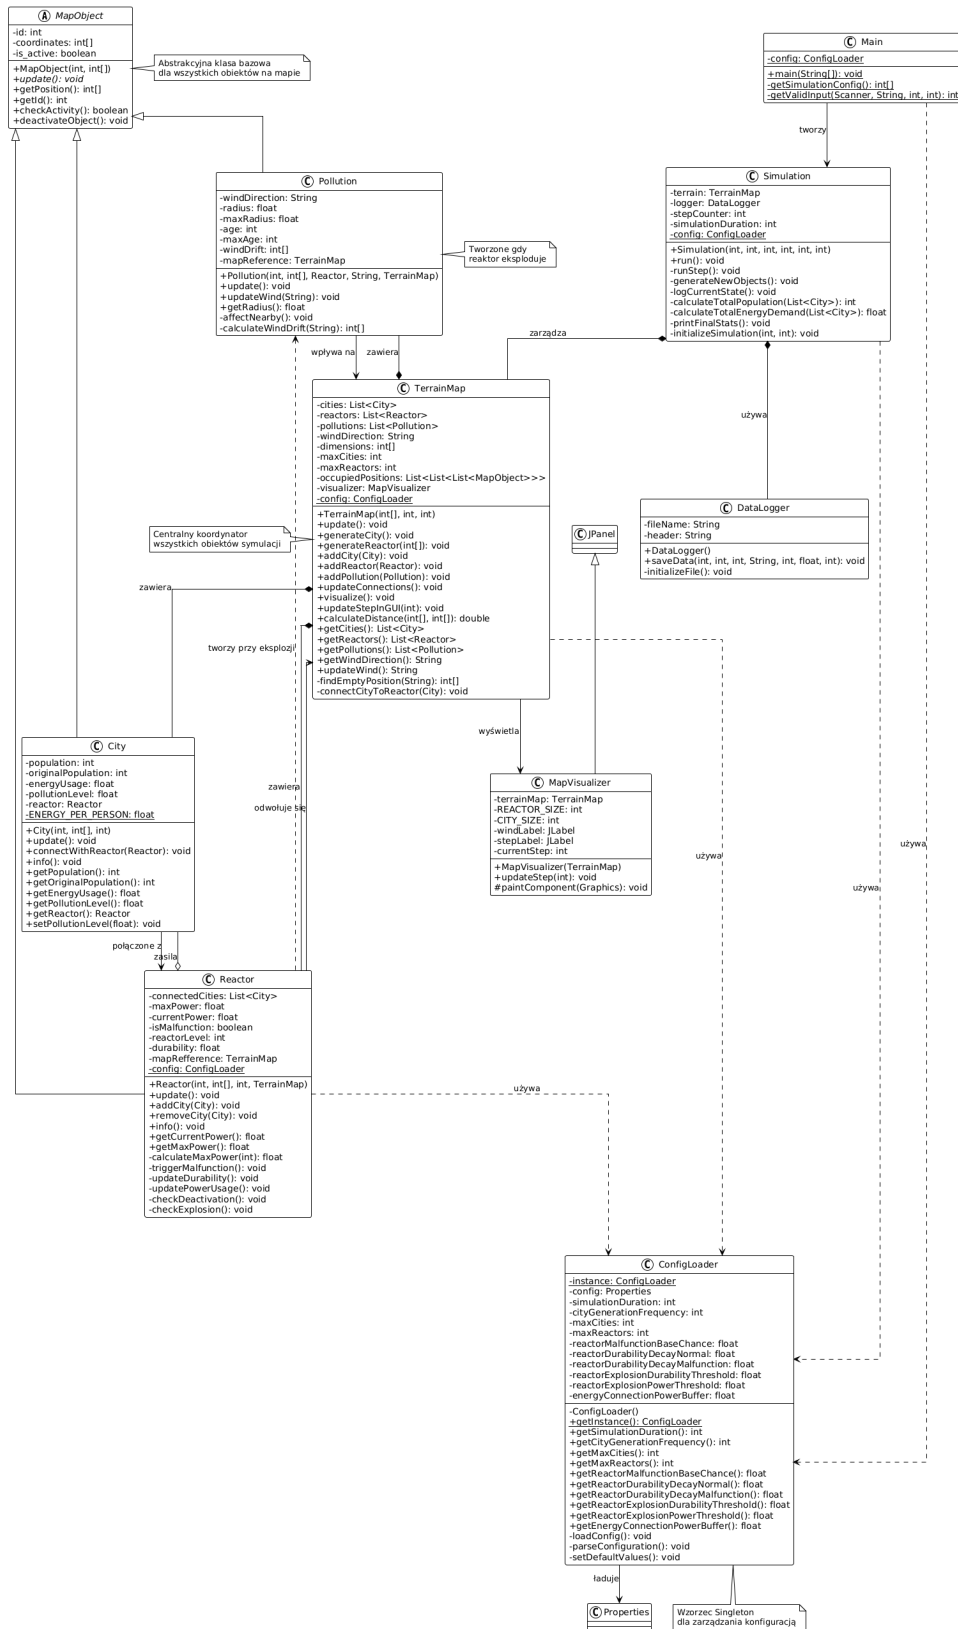 A MapObject
-id: int
-coordinates: int[]
-is_active: boolean
+MapObject(int, int[])
+update(): void
+getPosition(): int[]
+getId(): int
+checkActivity(): boolean
+deactivateObject(): void
Abstrakcyjna klasa bazowa
dla wszystkich obiektów na mapie
C Main
-config: ConfigLoader
+main(String[]): void
-getSimulationConfig(): int[]
-getValidInput(Scanner, String, int, int): int
tworzy
C Pollution
-windDirection: String
-radius: float
-maxRadius: float
-age: int
-maxAge: int
-windDrift: int[]
-mapReference: TerrainMap
+Pollution(int, int[], Reactor, String, TerrainMap)
+update(): void
+updateWind(String): void
+getRadius(): float
-affectNearby(): void
-calculateWindDrift(String): int[]
Tworzone gdy
reaktor eksploduje
C Simulation
-terrain: TerrainMap
-logger: DataLogger
-stepCounter: int
-simulationDuration: int
-config: ConfigLoader
+Simulation(int, int, int, int, int, int)
+run(): void
-runStep(): void
-generateNewObjects(): void
-logCurrentState(): void
-calculateTotalPopulation(List<City>): int
-calculateTotalEnergyDemand(List<City>): float
-printFinalStats(): void
-initializeSimulation(int, int): void
zarządza
wpływa na
zawiera
C TerrainMap
-cities: List<City>
-reactors: List<Reactor>
-pollutions: List<Pollution>
-windDirection: String
-dimensions: int[]
-maxCities: int
-maxReactors: int
-occupiedPositions: List<List<List<MapObject>>>
-visualizer: MapVisualizer
-config: ConfigLoader
+TerrainMap(int[], int, int)
+update(): void
+generateCity(): void
+generateReactor(int[]): void
+addCity(City): void
+addReactor(Reactor): void
+addPollution(Pollution): void
+updateConnections(): void
+visualize(): void
+updateStepInGUI(int): void
+calculateDistance(int[], int[]): double
+getCities(): List<City>
+getReactors(): List<Reactor>
+getPollutions(): List<Pollution>
+getWindDirection(): String
+updateWind(): String
-findEmptyPosition(String): int[]
-connectCityToReactor(City): void
Centralny koordynator
wszystkich obiektów symulacji
używa
C DataLogger
-fileName: String
-header: String
+DataLogger()
+saveData(int, int, int, String, int, float, int): void
-initializeFile(): void
C JPanel
zawiera
tworzy przy eksplozji
wyświetla
C City
-population: int
-originalPopulation: int
-energyUsage: float
-pollutionLevel: float
-reactor: Reactor
-ENERGY_PER_PERSON: float
+City(int, int[], int)
+update(): void
+connectWithReactor(Reactor): void
+info(): void
+getPopulation(): int
+getOriginalPopulation(): int
+getEnergyUsage(): float
+getPollutionLevel(): float
+getReactor(): Reactor
+setPollutionLevel(float): void
zawiera
odwołuje się
C MapVisualizer
-terrainMap: TerrainMap
-REACTOR_SIZE: int
-CITY_SIZE: int
-windLabel: JLabel
-stepLabel: JLabel
-currentStep: int
+MapVisualizer(TerrainMap)
+updateStep(int): void
#paintComponent(Graphics): void
używa
używa
używa
połączone z
zasila
C Reactor
-connectedCities: List<City>
-maxPower: float
-currentPower: float
-isMalfunction: boolean
-reactorLevel: int
-durability: float
-mapRefference: TerrainMap
-config: ConfigLoader
+Reactor(int, int[], int, TerrainMap)
+update(): void
+addCity(City): void
+removeCity(City): void
+info(): void
+getCurrentPower(): float
+getMaxPower(): float
-calculateMaxPower(int): float
-triggerMalfunction(): void
-updateDurability(): void
-updatePowerUsage(): void
-checkDeactivation(): void
-checkExplosion(): void
używa
C ConfigLoader
-instance: ConfigLoader
-config: Properties
-simulationDuration: int
-cityGenerationFrequency: int
-maxCities: int
-maxReactors: int
-reactorMalfunctionBaseChance: float
-reactorDurabilityDecayNormal: float
-reactorDurabilityDecayMalfunction: float
-reactorExplosionDurabilityThreshold: float
-reactorExplosionPowerThreshold: float
-energyConnectionPowerBuffer: float
-ConfigLoader()
+getInstance(): ConfigLoader
+getSimulationDuration(): int
+getCityGenerationFrequency(): int
+getMaxCities(): int
+getMaxReactors(): int
+getReactorMalfunctionBaseChance(): float
+getReactorDurabilityDecayNormal(): float
+getReactorDurabilityDecayMalfunction(): float
+getReactorExplosionDurabilityThreshold(): float
+getReactorExplosionPowerThreshold(): float
+getEnergyConnectionPowerBuffer(): float
-loadConfig(): void
-parseConfiguration(): void
-setDefaultValues(): void
ładuje
C Properties
Wzorzec Singleton
dla zarządzania konfiguracją